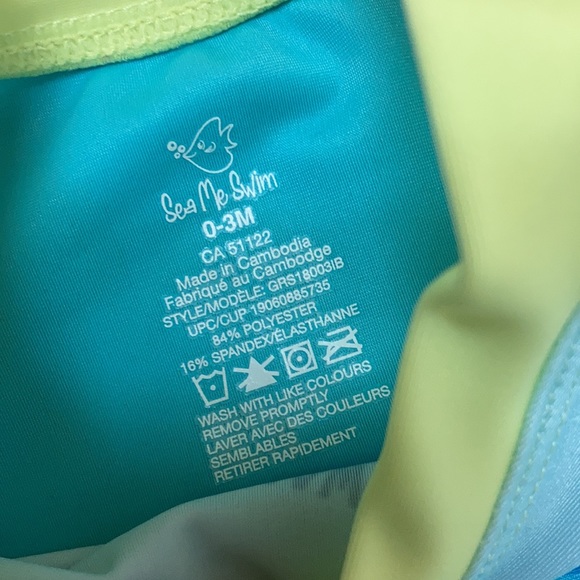 Sea Me Swim
0-3M
CA 51122
Made in Cambodia
Fabriqué au Cambodge
STYLE/MODÈLE: GRS18003IB
UPC/CUP 19060885735
84% POLYESTER
16% SPANDEX/ÉLASTHANNE
WASH WITH LIKE COLOURS
REMOVE PROMPTLY
LAVER AVEC DES COULEURS
SEMBLABLES
RETIRER RAPIDEMENT